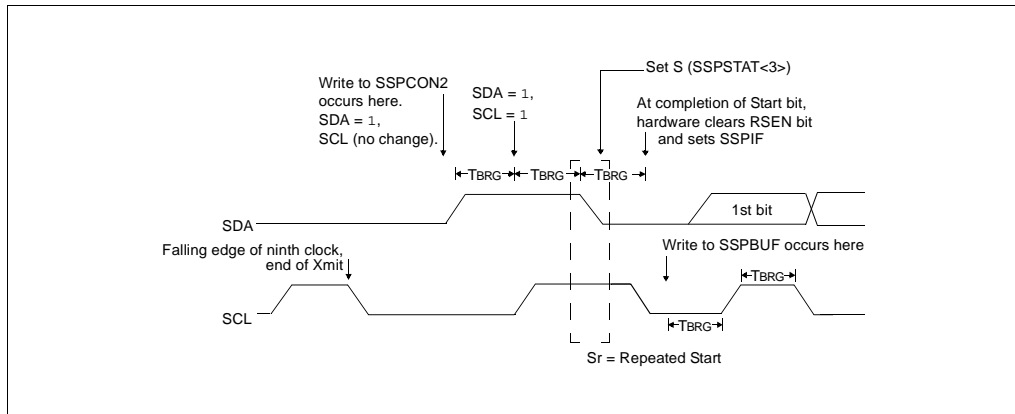 Set S (SSPSTAT<3>)
Write to SSPCON2
occurs here.
SDA = 1,
SCL (no change).
SDA = 1,
SCL = 1
At completion of Start bit,
hardware clears RSEN bit
and sets SSPIF
TBRG
TBRG
TBRG
SDA
1st bit
Falling edge of ninth clock,
end of Xmit
Write to SSPBUF occurs here
TBRG
SCL
TBRG
Sr = Repeated Start